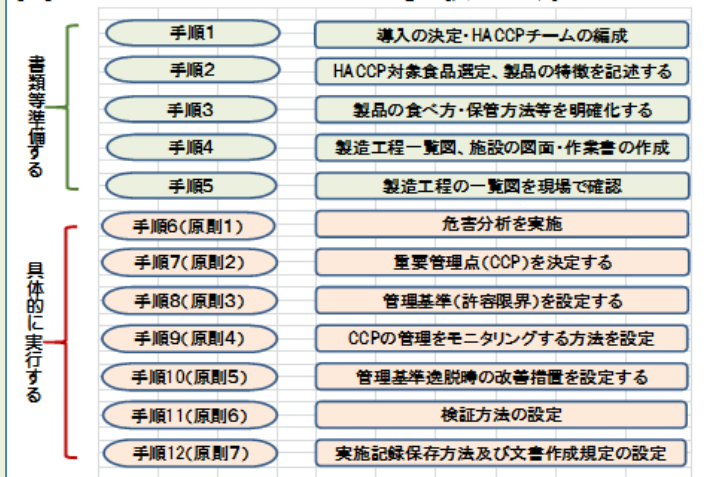 書類等準備する
手順1
導入の決定・HACCPチームの編成
手順2
HACCP対象食品選定、製品の特徴を記述する
手順3
製品の食べ方・保管方法等を明確化する
手順4
製造工程一覧図、施設の図面・作業書の作成
手順5
製造工程の一覧図を現場で確認
具体的に実行する
手順6(原則1)
危害分析を実施
手順7(原則2)
重要管理点(CCP)を決定する
手順8(原則3)
管理基準(許容限界)を設定する
手順9(原則4)
CCPの管理をモニタリングする方法を設定
手順10(原則5)
管理基準逸脱時の改善措置を設定する
手順11(原則6)
検証方法の設定
手順12(原則7)
実施記録保存方法及び文書作成規定の設定